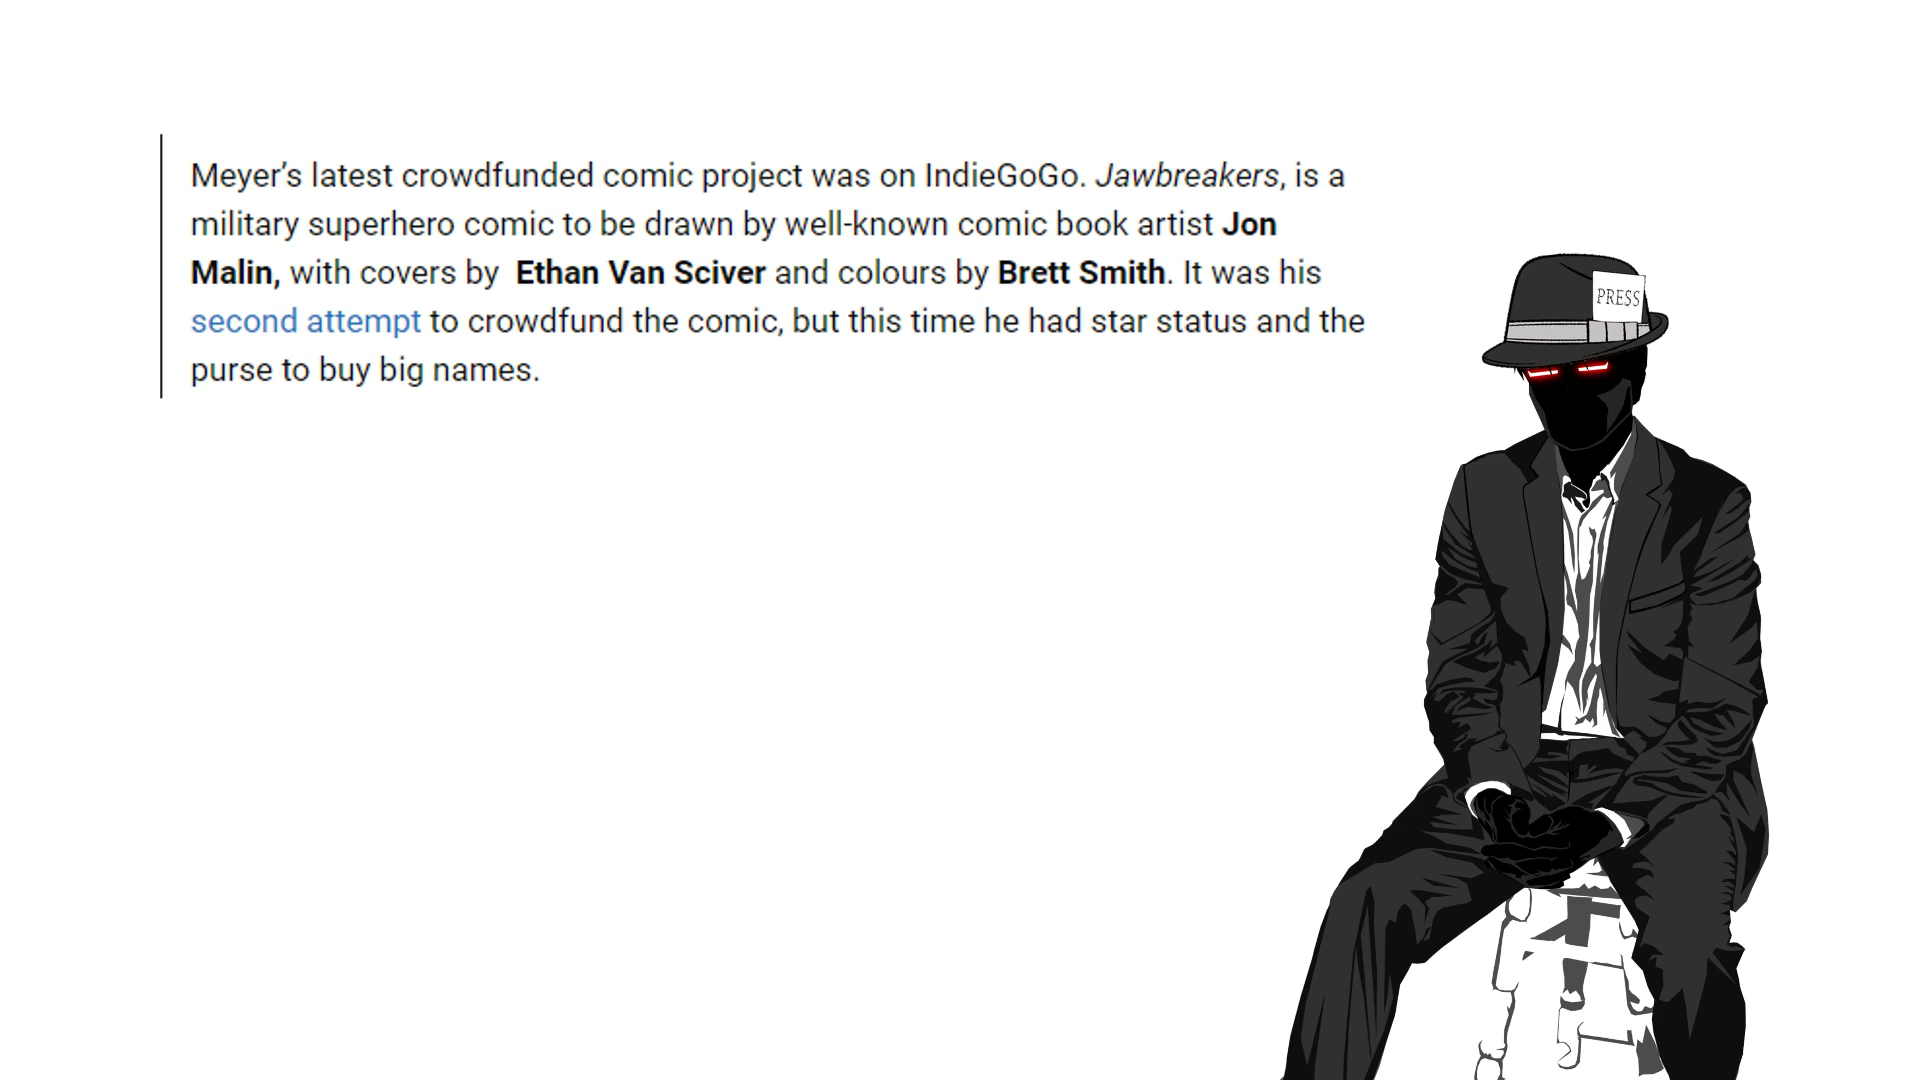 Meyer’s latest crowdfunded comic project was on IndieGoGo. Jawbreakers, is a
military superhero comic to be drawn by well-known comic book artist Jon
Malin, with covers by  Ethan Van Sciver and colours by Brett Smith. It was his
second attempt to crowdfund the comic, but this time he had star status and the
purse to buy big names.
PRESS